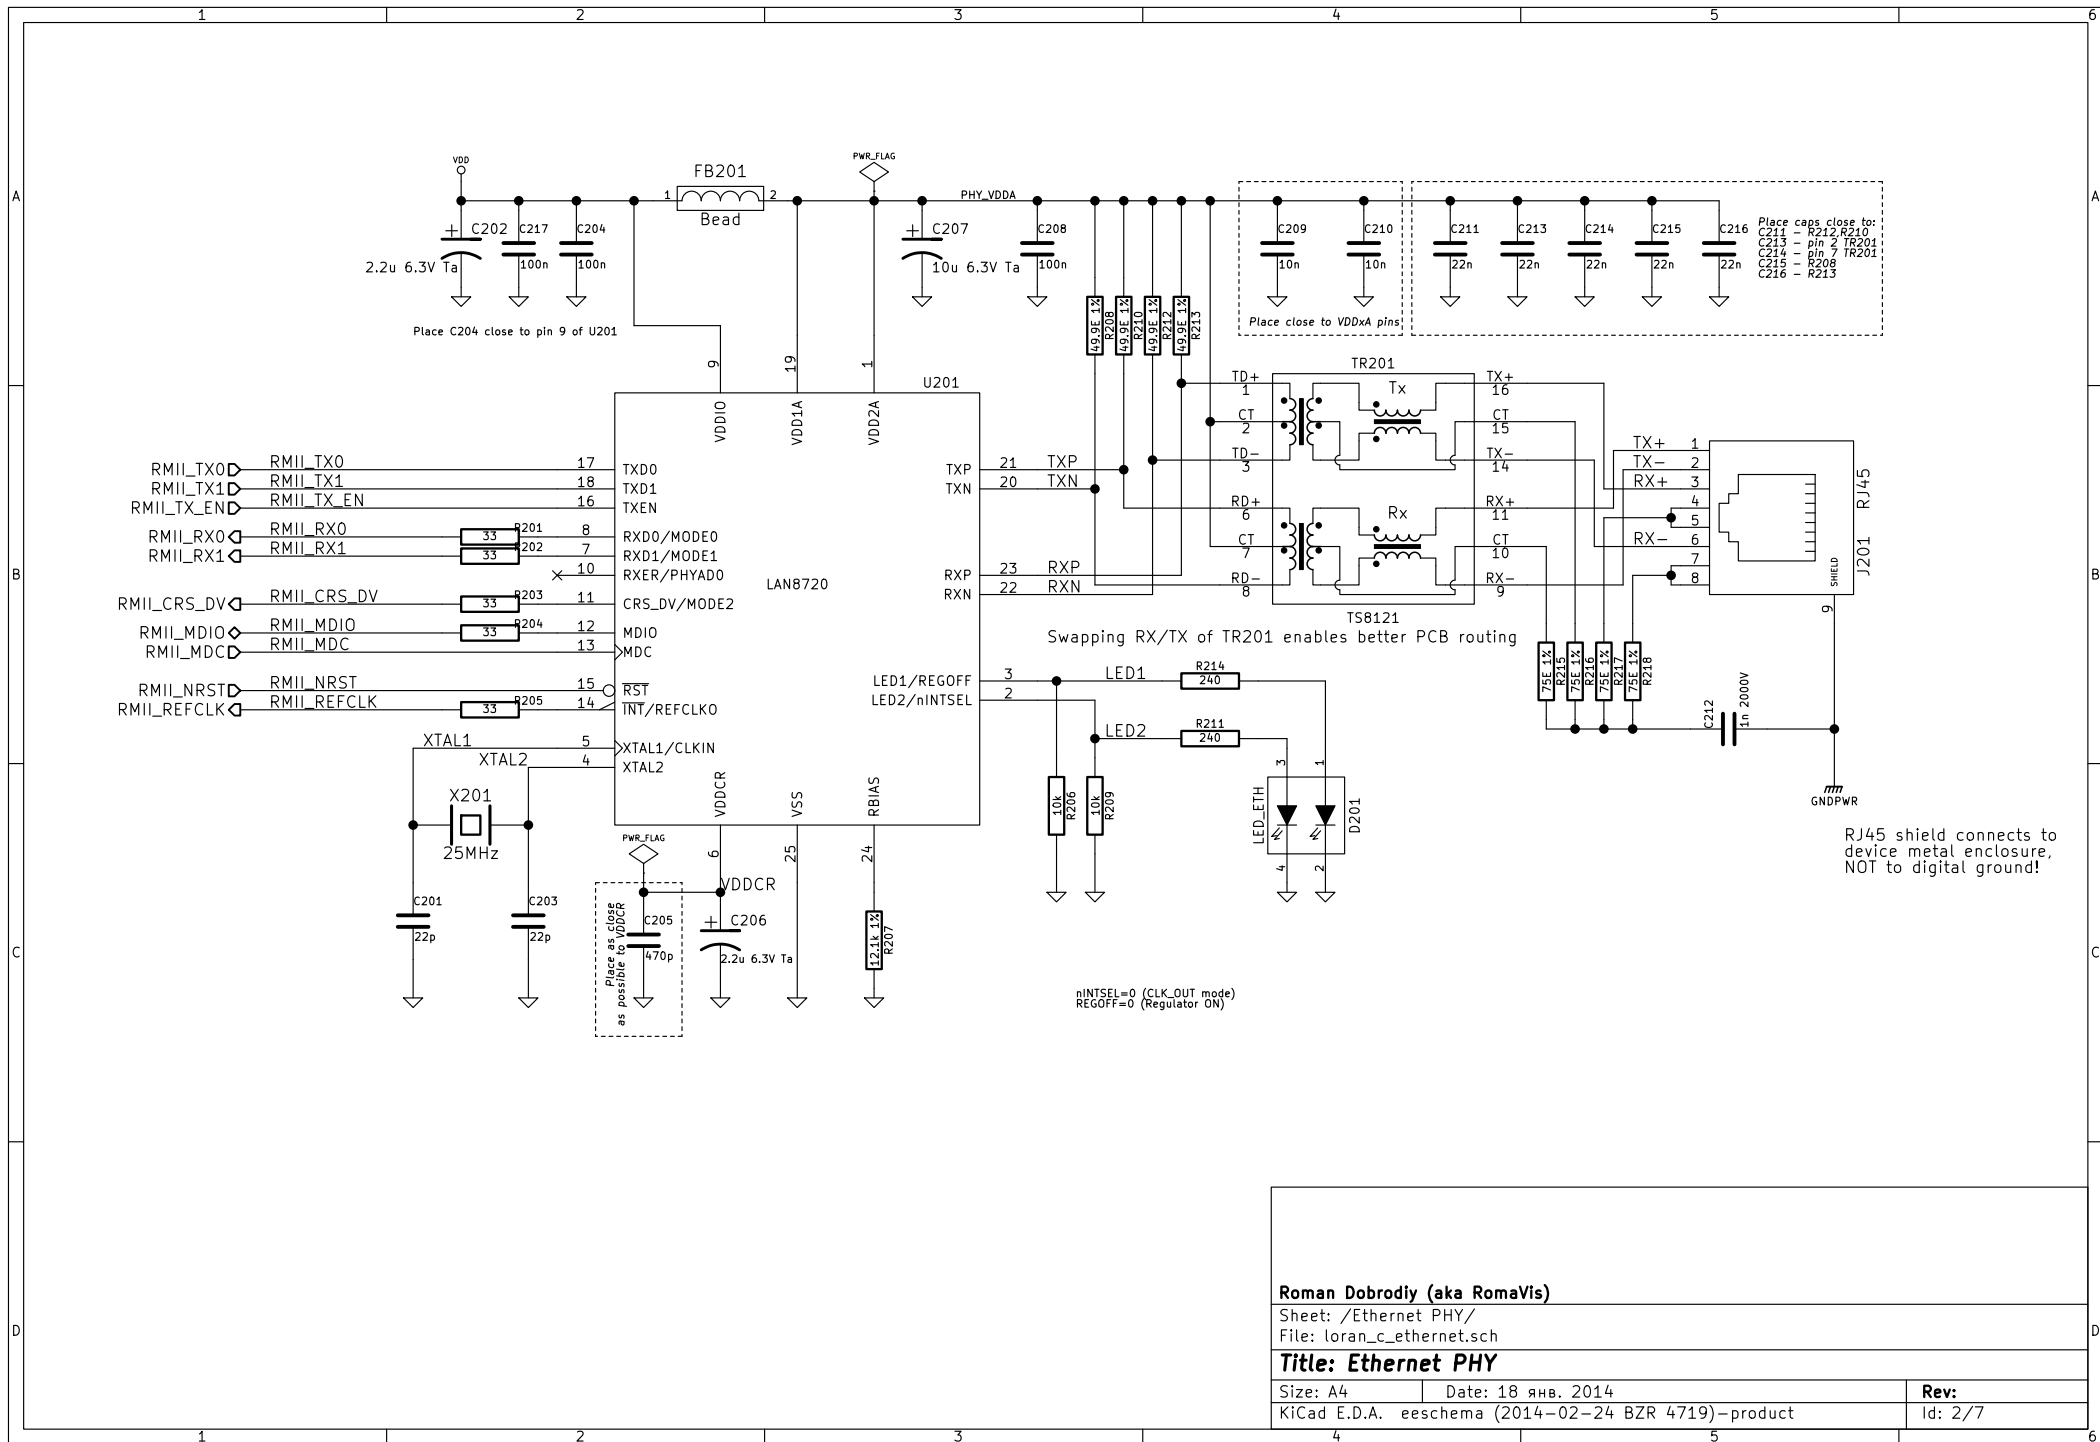 1 2 3 4 5 6
A
B
C
D
A
B
C
D
1 2 3 4 5 6
VDD
FB201
1 2
Bead
PWR_FLAG
PHY_VDDA
C202
2.2u 6.3V Ta
C217
100n
C204
100n
Place C204 close to pin 9 of U201
C207
10u 6.3V Ta
C208
100n
49.9E 1%
R208
49.9E 1%
R210
49.9E 1%
R212
49.9E 1%
R213
C209
10n
C210
10n
Place close to VDDxA pins
C211
22n
C213
22n
C214
22n
C215
22n
C216
22n
Place caps close to:
C211 – R212,R210
C213 – pin 2 TR201
C214 – pin 7 TR201
C215 – R208
C216 – R213
U201
LAN8720
9 VDDIO
19 VDD1A
1 VDD2A
RMII_TX0 RMII_TX0 17 TXD0
RMII_TX1 RMII_TX1 18 TXD1
RMII_TX_EN RMII_TX_EN 16 TXEN
RMII_RX0 RMII_RX0 33 R201 8 RXD0/MODE0
RMII_RX1 RMII_RX1 33 R202 7 RXD1/MODE1
10 RXER/PHYAD0
RMII_CRS_DV RMII_CRS_DV 33 R203 11 CRS_DV/MODE2
RMII_MDIO RMII_MDIO 33 R204 12 MDIO
RMII_MDC RMII_MDC 13 MDC
RMII_NRST RMII_NRST 15 RST
RMII_REFCLK RMII_REFCLK 33 R205 14 INT/REFCLKO
XTAL1 5 XTAL1/CLKIN
XTAL2 4 XTAL2
X201
25MHz
C201
22p
C203
22p
TXP 21 TXP
TXN 20 TXN
RXP 23 RXP
RXN 22 RXN
LED1/REGOFF 3 LED1
LED2/nINTSEL 2 LED2
VDDCR 6
VSS 25
RBIAS 24
PWR_FLAG
VDDCR
Place as close
as possible to VDDCR
C205
470p
C206
2.2u 6.3V Ta
12.1k 1%
R207
R214
240
R211
240
10k
R206
10k
R209
LED_ETH
D201
3 1
4 2
nINTSEL=0 (CLK_OUT mode)
REGOFF=0 (Regulator ON)
TR201
TD+
1
CT
2
TD-
3
RD+
6
CT
7
RD-
8
Tx
Rx
TX+
16
CT
15
TX-
14
RX+
11
CT
10
RX-
9
TS8121
Swapping RX/TX of TR201 enables better PCB routing
TX+ 1
TX- 2
RX+ 3
4
5
RX- 6
7
8
SHIELD
9
J201 RJ45
75E 1%
R215
75E 1%
R216
75E 1%
R217
75E 1%
R218
C212
1n 2000V
GNDPWR
RJ45 shield connects to
device metal enclosure,
NOT to digital ground!
Roman Dobrodiy (aka RomaVis)
Sheet: /Ethernet PHY/
File: loran_c_ethernet.sch
Title: Ethernet PHY
Size: A4 Date: 18 янв. 2014 Rev:
KiCad E.D.A. eeschema (2014-02-24 BZR 4719)-product Id: 2/7